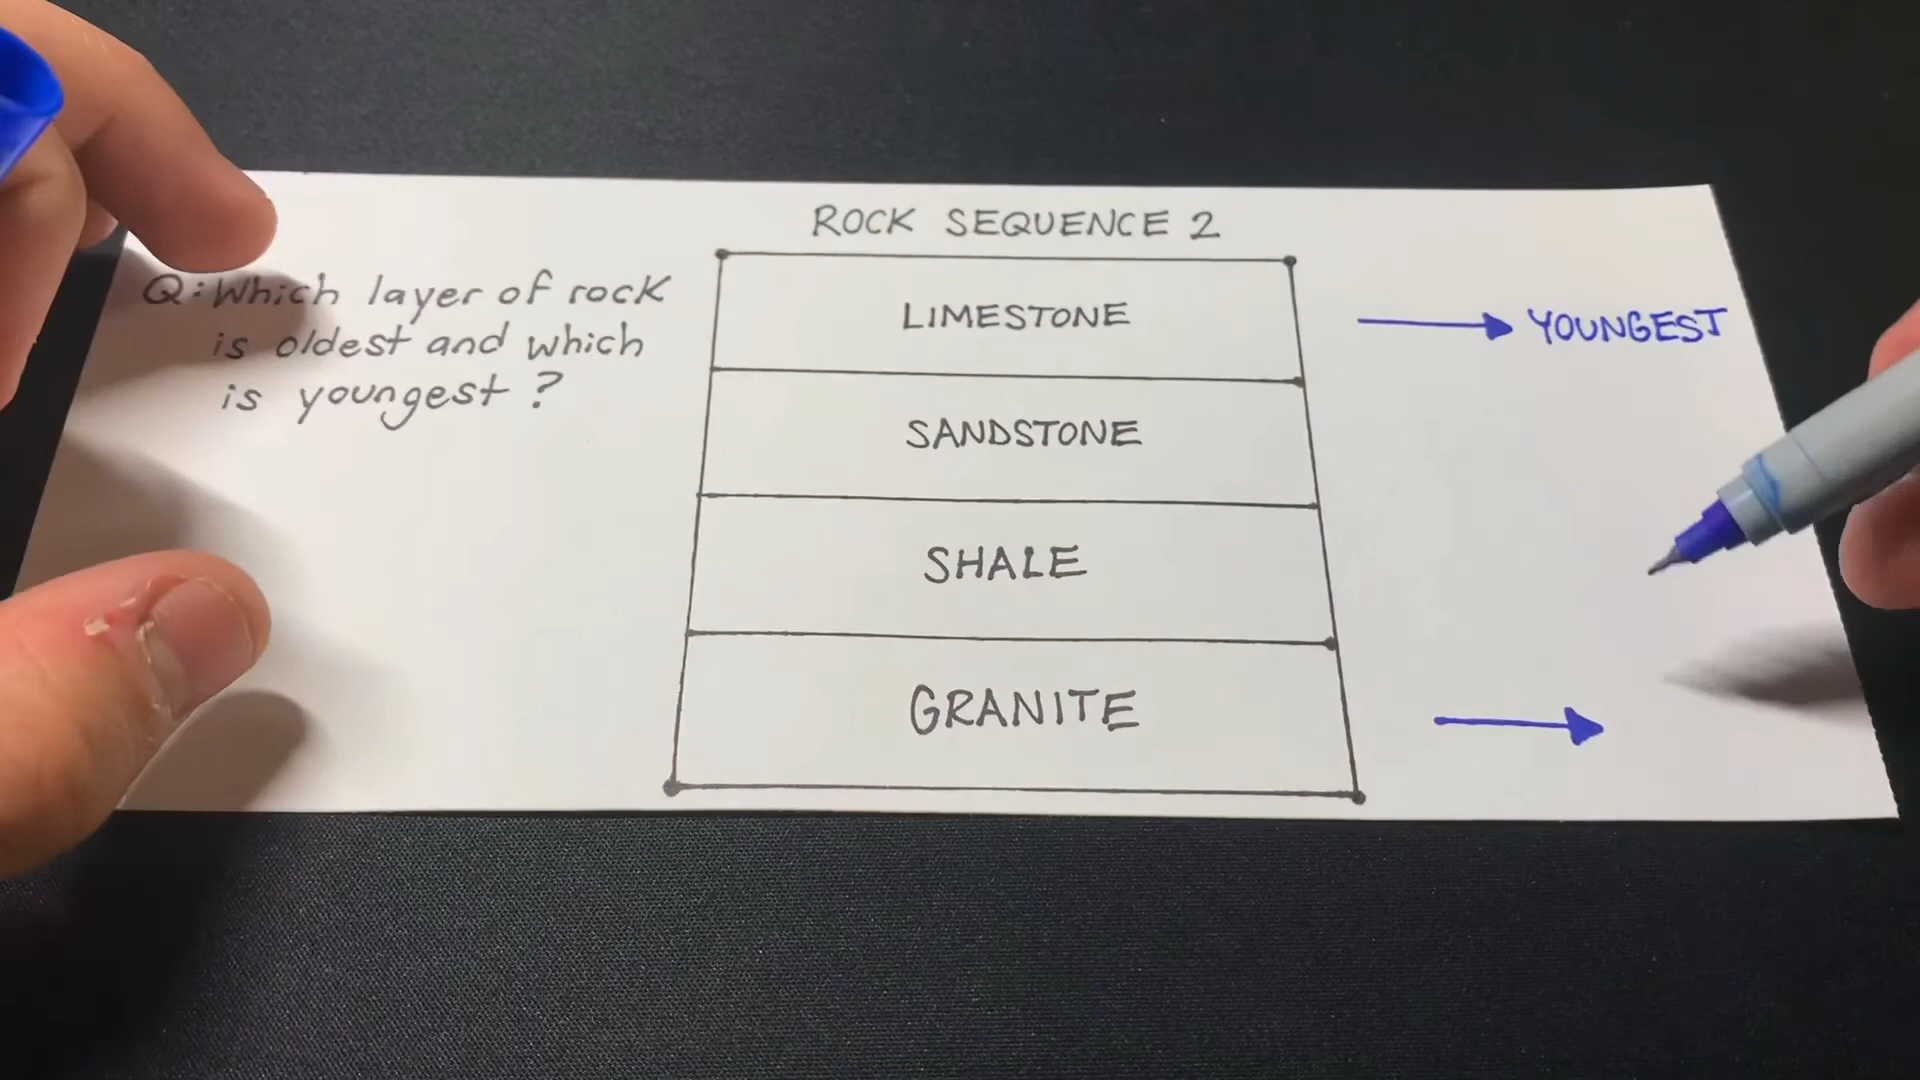 ROCK SEQUENCE 2
Q: Which layer of rock
is oldest and which
is youngest?
LIMESTONE
YOUNGEST
SANDSTONE
SHALE
GRANITE